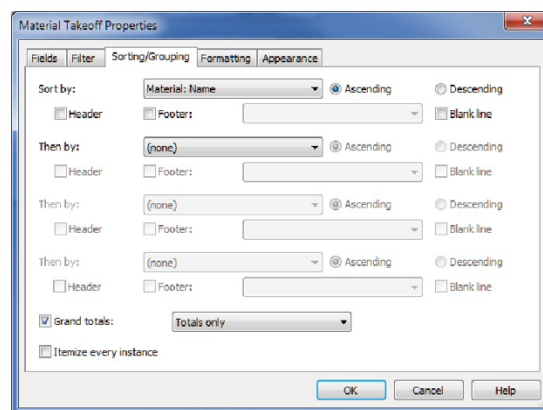 Material Takeoff Properties
Fields Filter Sorting/Grouping Formatting Appearance
Sort by: Material: Name Ascending Descending
Header Footer: Blank line
Then by: (none) Ascending Descending
Header Footer: Blank line
Then by: (none) Ascending Descending
Header Footer: Blank line
Then by: (none) Ascending Descending
Header Footer: Blank line
Grand totals: Totals only
Itemize every instance
OK Cancel Help